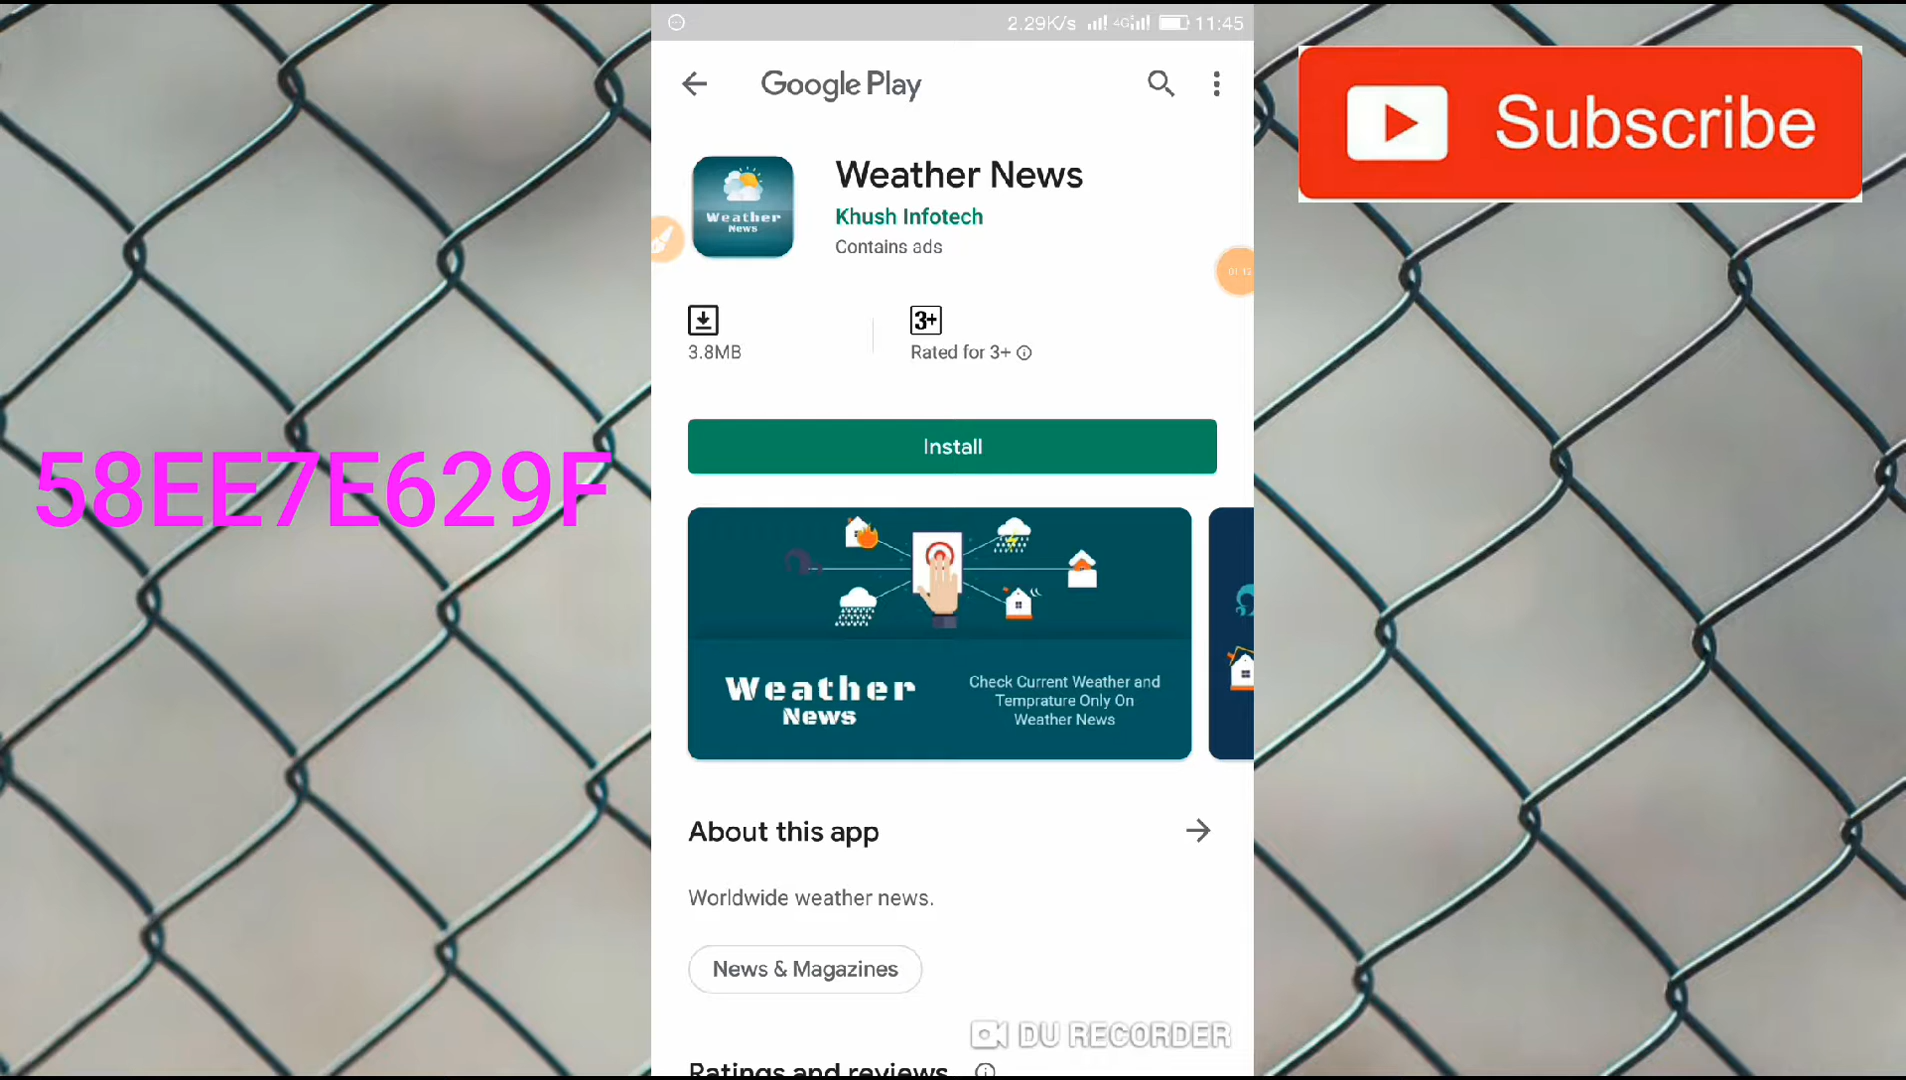 2.29K/s 4G 11:45
Google Play
Subscribe
Weather News
Khush Infotech
Contains ads
Weather
News
01:12
3+
3.8MB
Rated for 3+
Install
58EE7E629F
Weather
News
Check Current Weather and
Temprature Only On
Weather News
About this app
Worldwide weather news.
News & Magazines
DU RECORDER
Ratings and reviews